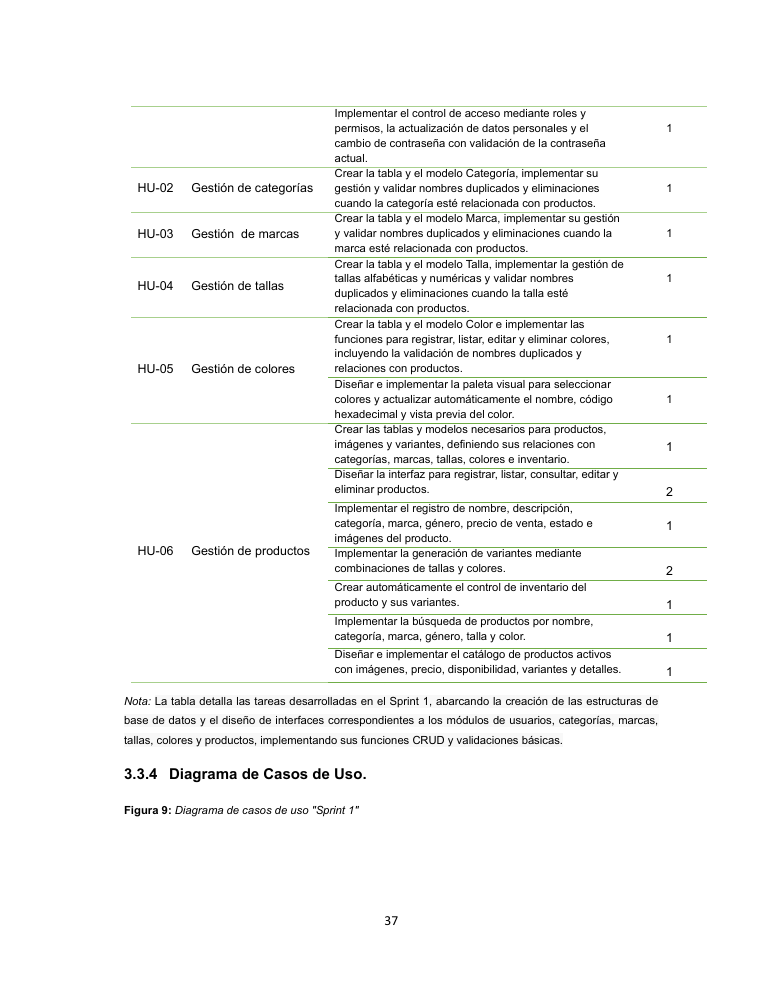 Implementar el control de acceso mediante roles y
permisos, la actualización de datos personales y el
cambio de contraseña con validación de la contraseña
actual.
1
HU-02 Gestión de categorías
Crear la tabla y el modelo Categoría, implementar su
gestión y validar nombres duplicados y eliminaciones
cuando la categoría esté relacionada con productos.
1
HU-03 Gestión de marcas
Crear la tabla y el modelo Marca, implementar su gestión
y validar nombres duplicados y eliminaciones cuando la
marca esté relacionada con productos.
1
HU-04 Gestión de tallas
Crear la tabla y el modelo Talla, implementar la gestión de
tallas alfabéticas y numéricas y validar nombres
duplicados y eliminaciones cuando la talla esté
relacionada con productos.
1
HU-05 Gestión de colores
Crear la tabla y el modelo Color e implementar las
funciones para registrar, listar, editar y eliminar colores,
incluyendo la validación de nombres duplicados y
relaciones con productos.
1
Diseñar e implementar la paleta visual para seleccionar
colores y actualizar automáticamente el nombre, código
hexadecimal y vista previa del color.
1
HU-06 Gestión de productos
Crear las tablas y modelos necesarios para productos,
imágenes y variantes, definiendo sus relaciones con
categorías, marcas, tallas, colores e inventario.
1
Diseñar la interfaz para registrar, listar, consultar, editar y
eliminar productos.
2
Implementar el registro de nombre, descripción,
categoría, marca, género, precio de venta, estado e
imágenes del producto.
1
Implementar la generación de variantes mediante
combinaciones de tallas y colores.
2
Crear automáticamente el control de inventario del
producto y sus variantes.
1
Implementar la búsqueda de productos por nombre,
categoría, marca, género, talla y color.
1
Diseñar e implementar el catálogo de productos activos
con imágenes, precio, disponibilidad, variantes y detalles.
1
Nota: La tabla detalla las tareas desarrolladas en el Sprint 1, abarcando la creación de las estructuras de
base de datos y el diseño de interfaces correspondientes a los módulos de usuarios, categorías, marcas,
tallas, colores y productos, implementando sus funciones CRUD y validaciones básicas.
3.3.4 Diagrama de Casos de Uso.
Figura 9: Diagrama de casos de uso "Sprint 1"
37